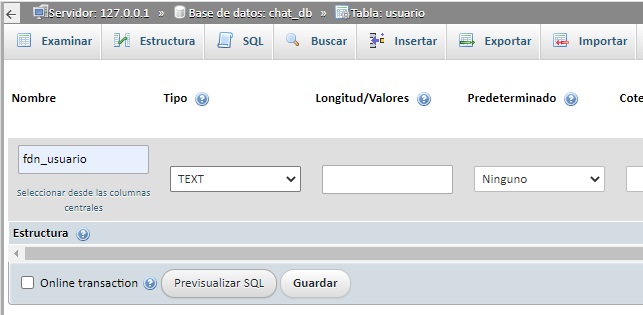 Servidor: 127.0.0.1 » Base de datos: chat_db » Tabla: usuario
Examinar Estructura SQL Buscar Insertar Exportar Importar
Nombre Tipo Longitud/Valores Predeterminado Cote
fdn_usuario TEXT Ninguno
Seleccionar desde las columnas
centrales
Estructura
Online transaction Previsualizar SQL Guardar